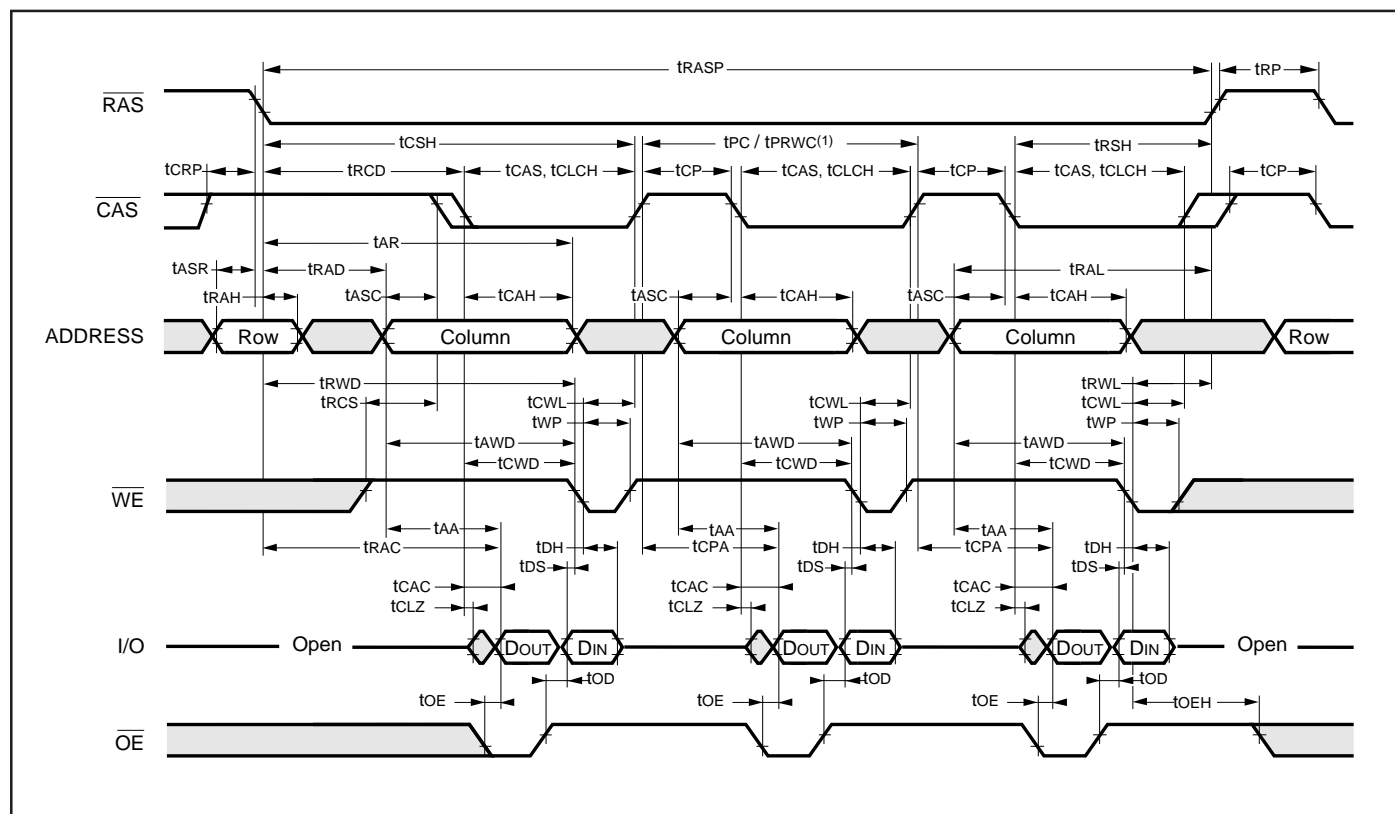 tRASP tRP
RAS
tCSH tPC / tPRWC(1) tRSH
tCRP tRCD tCAS, tCLCH tCP tCAS, tCLCH tCP tCAS, tCLCH tCP
CAS
tAR
tASR tRAD tRAL
tRAH tASC tCAH tASC tCAH tASC tCAH
ADDRESS Row Column Column Column Row
tRWD tRWL
tRCS tCWL tCWL tCWL
tWP tWP tWP
tAWD tAWD tAWD
tCWD tCWD tCWD
WE
tAA tAA tAA
tRAC tDH tCPA tDH tCPA tDH
tDS tDS tDS
tCAC tCAC tCAC
tCLZ tCLZ tCLZ
I/O Open DOUT DIN DOUT DIN DOUT DIN Open
tOD tOD tOD
tOE tOE tOE tOEH
OE